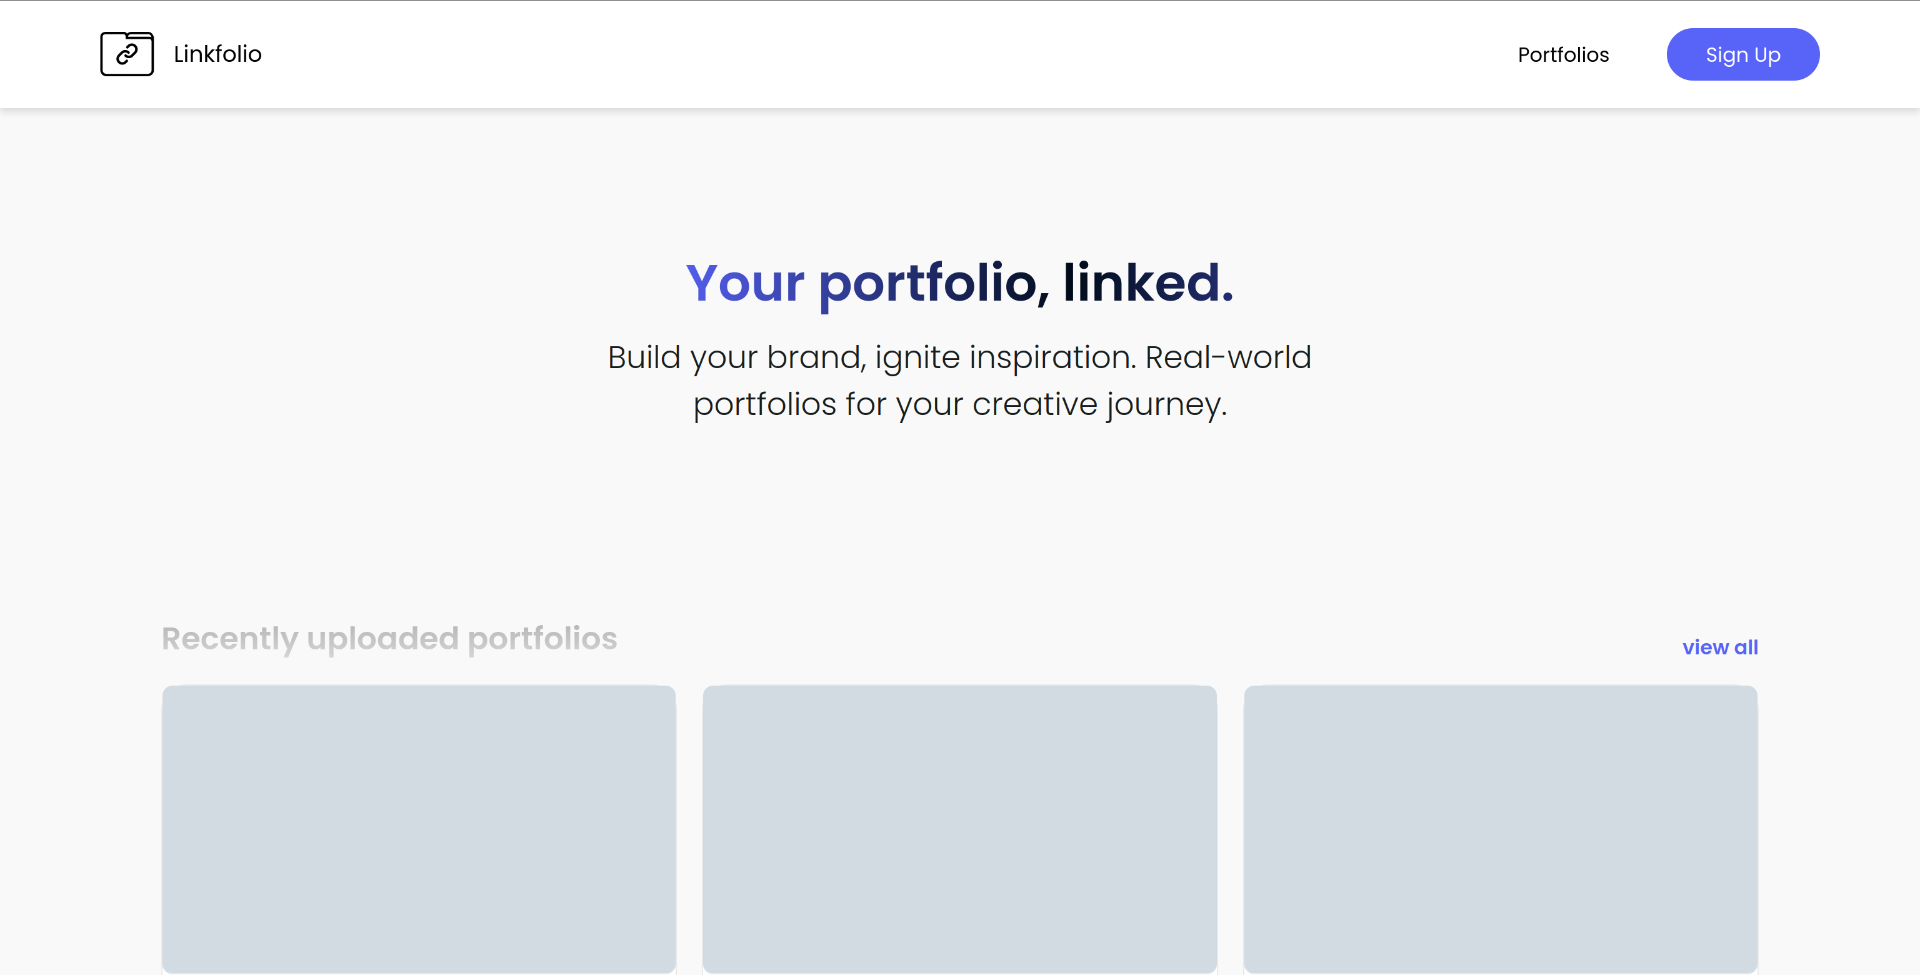 Linkfolio
Portfolios
Sign Up
Your portfolio, linked.
Build your brand, ignite inspiration. Real-world
portfolios for your creative journey.
Recently uploaded portfolios
view all